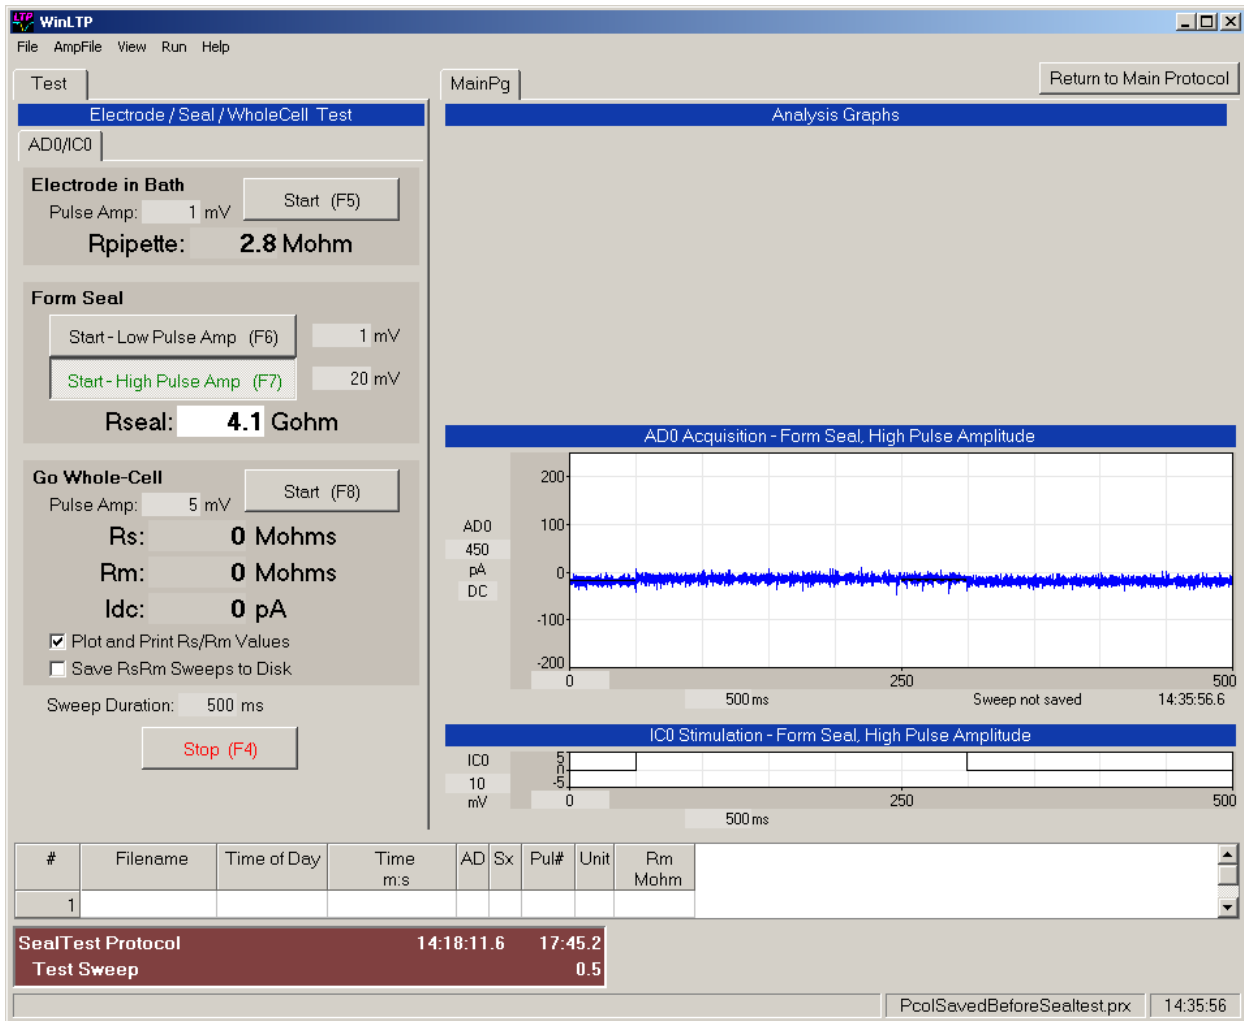 WinLTP
File AmpFile View Run Help
Test
Electrode / Seal / WholeCell Test
AD0/IC0
Electrode in Bath
Pulse Amp: 1 mV
Start (F5)
Rpipette: 2.8 Mohm
Form Seal
Start - Low Pulse Amp (F6) 1 mV
Start - High Pulse Amp (F7) 20 mV
Rseal: 4.1 Gohm
Go Whole-Cell
Pulse Amp: 5 mV
Start (F8)
Rs: 0 Mohms
Rm: 0 Mohms
Idc: 0 pA
Plot and Print Rs/Rm Values
Save RsRm Sweeps to Disk
Sweep Duration: 500 ms
Stop (F4)
MainPg
Return to Main Protocol
Analysis Graphs
AD0 Acquisition - Form Seal, High Pulse Amplitude
AD0
450
pA
DC
200
100
0
-100
-200
0 250 500
500 ms Sweep not saved 14:35:56.6
IC0 Stimulation - Form Seal, High Pulse Amplitude
IC0
10
mV
5
0
-5
0 250 500
500 ms
# Filename Time of Day Time m:s AD Sx Pul# Unit Rm Mohm
1
SealTest Protocol 14:18:11.6 17:45.2
Test Sweep 0.5
PcolSavedBeforeSealtest.prx 14:35:56